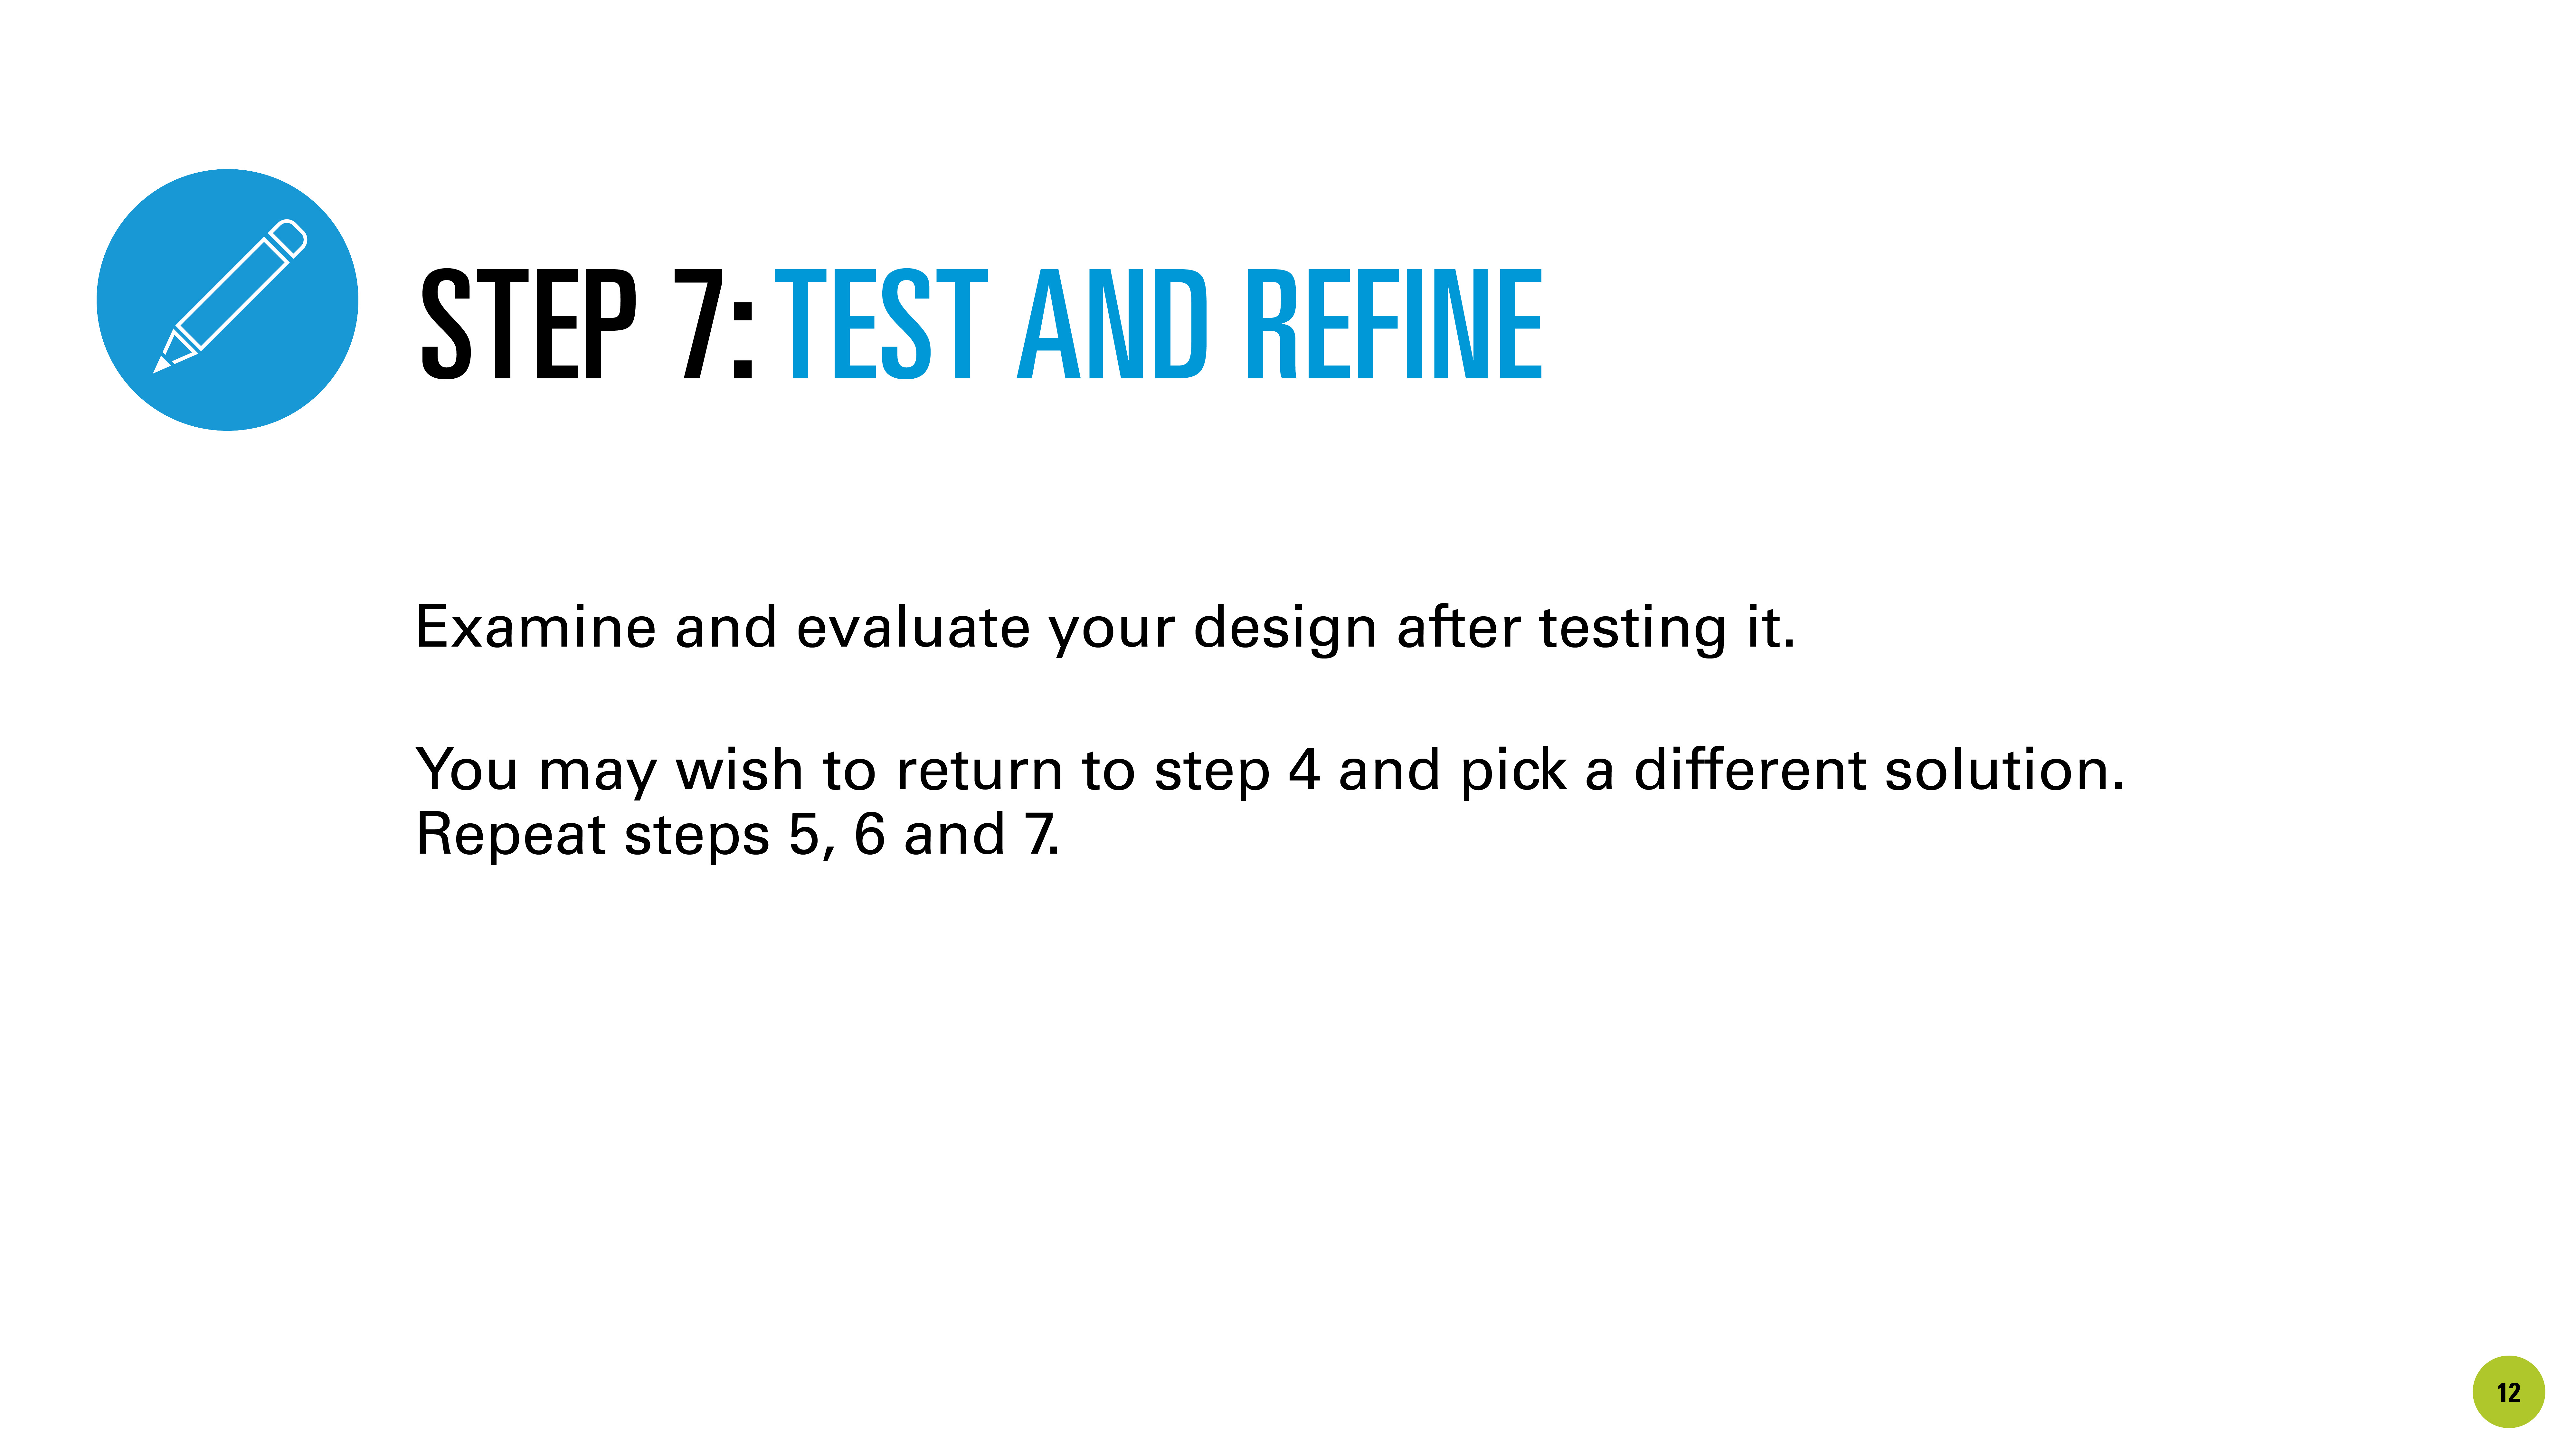 STEP 7: TEST AND REFINE
Examine and evaluate your design after testing it.
You may wish to return to step 4 and pick a different solution.
Repeat steps 5, 6 and 7.
12